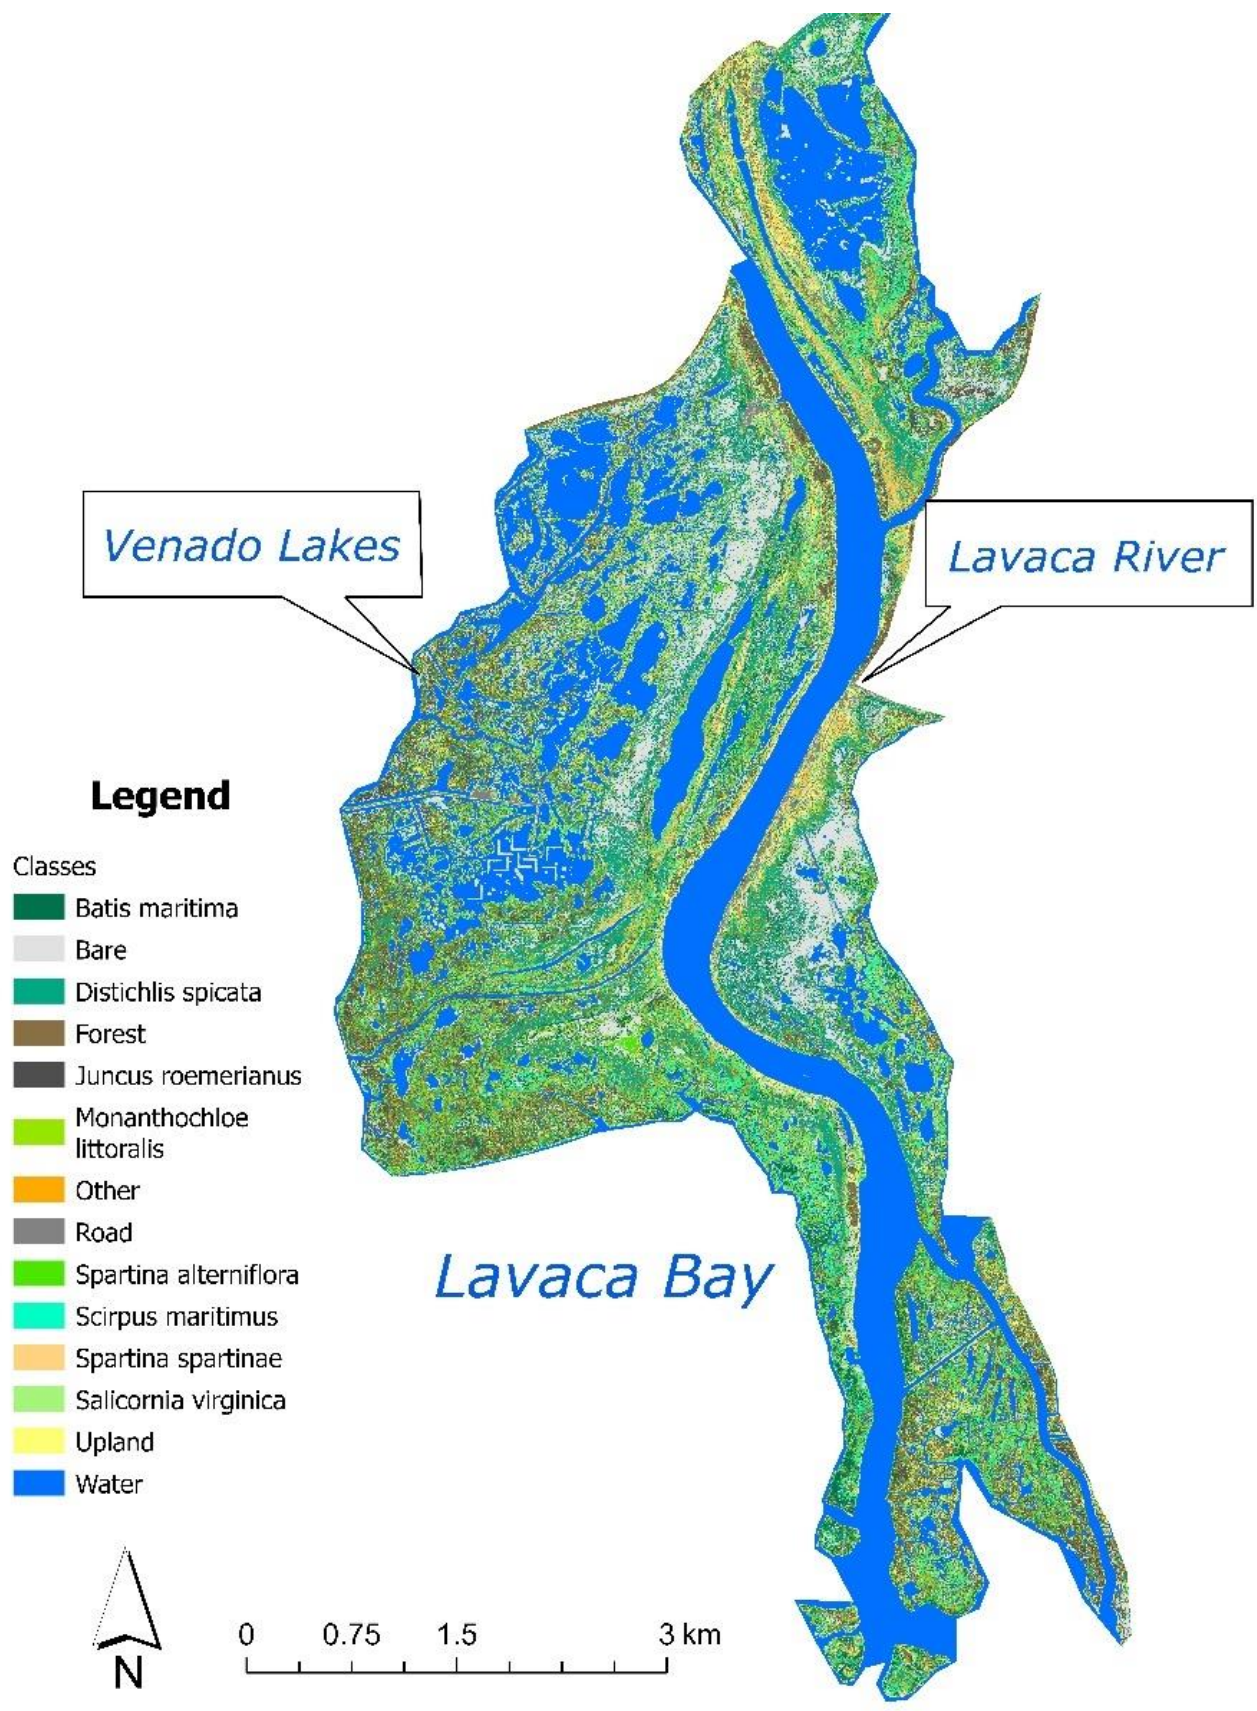 Venado Lakes
Lavaca River
Legend
Classes
Batis maritima
Bare
Distichlis spicata
Forest
Juncus roemerianus
Monanthochloe
littoralis
Other
Road
Spartina alterniflora
Scirpus maritimus
Spartina spartinae
Salicornia virginica
Upland
Water
Lavaca Bay
N
0 0.75 1.5 3 km